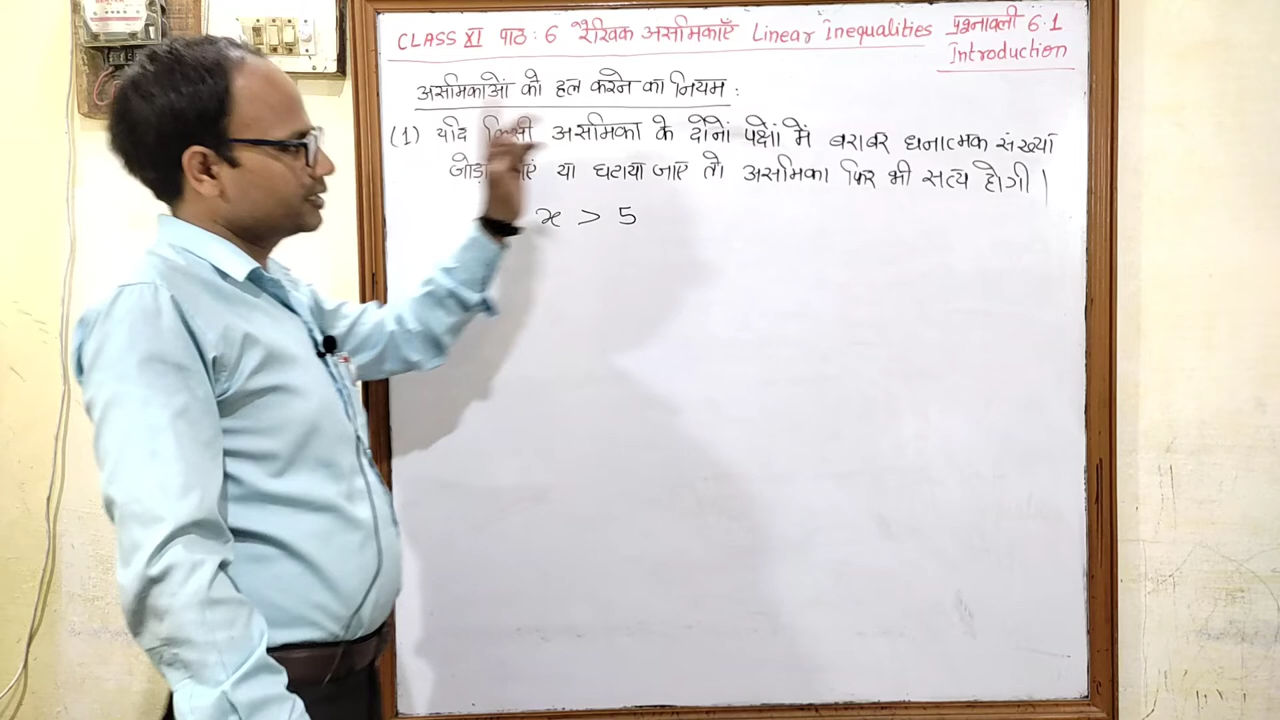 CLASS XI पाठ : 6 रैखिक असमिकाएँ Linear Inequalities प्रश्नावली 6.1
Introduction
असमिकाओं को हल करने का नियम :
(1) यदि किसी असमिका के दोनों पक्षों में बराबर धनात्मक संख्या
जोड़ा या घटाया जाए तो असमिका फिर भी सत्य होगी |
x > 5